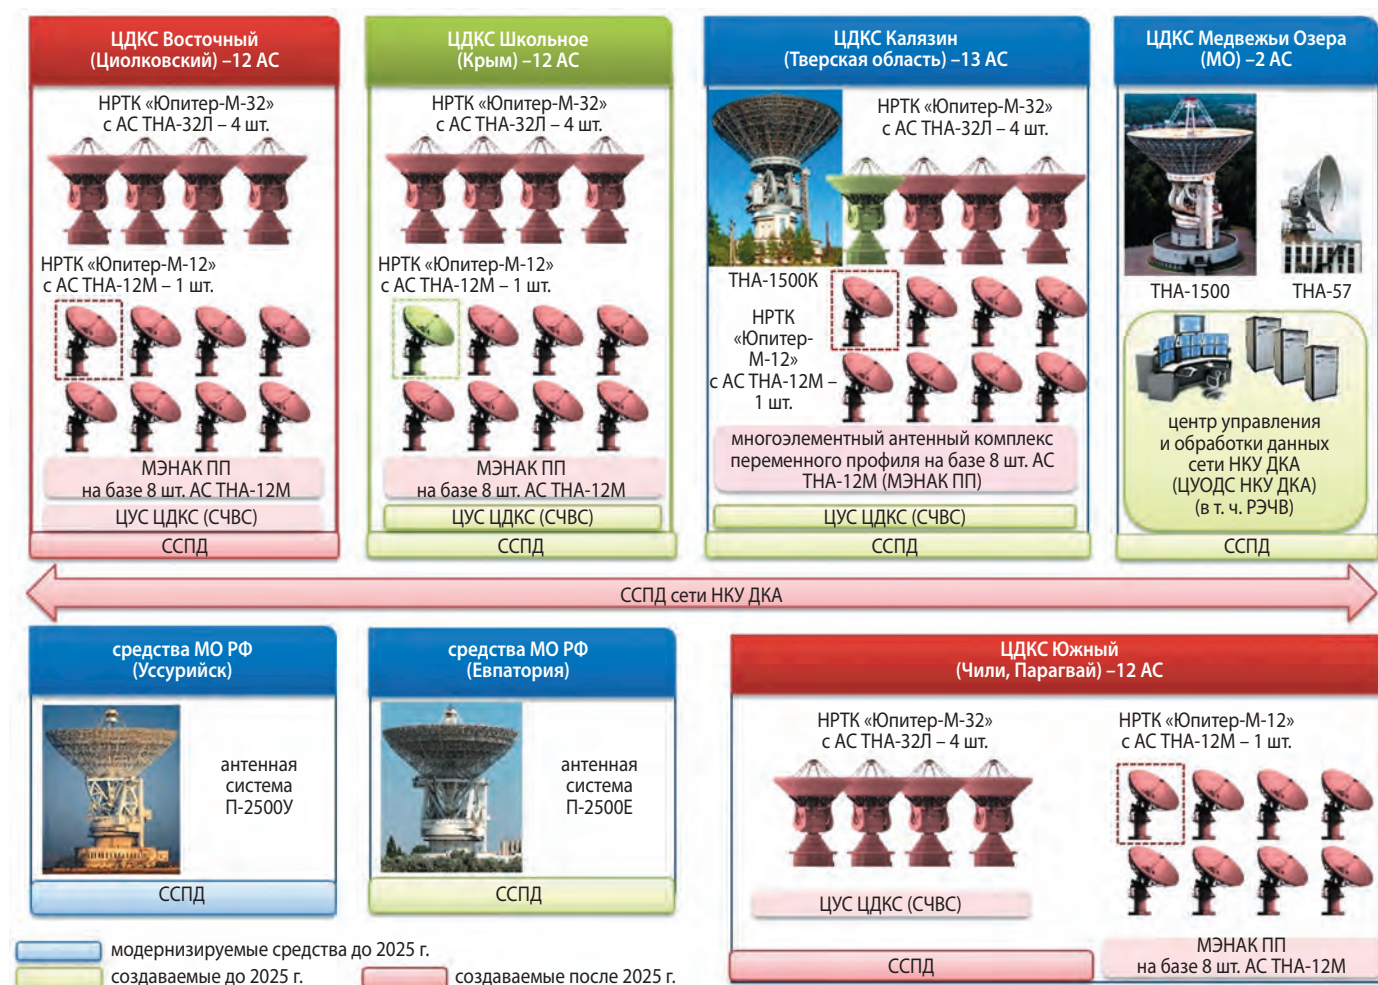 ЦДКС Восточный
(Циолковский) –12 АС
НРТК «Юпитер-М-32»
с АС ТНА-32Л – 4 шт.
НРТК «Юпитер-М-12»
с АС ТНА-12М – 1 шт.
МЭНАК ПП
на базе 8 шт. АС ТНА-12М
ЦУС ЦДКС (СЧВС)
ССПД
ЦДКС Школьное
(Крым) –12 АС
НРТК «Юпитер-М-32»
с АС ТНА-32Л – 4 шт.
НРТК «Юпитер-М-12»
с АС ТНА-12М – 1 шт.
МЭНАК ПП
на базе 8 шт. АС ТНА-12М
ЦУС ЦДКС (СЧВС)
ССПД
ЦДКС Калязин
(Тверская область) –13 АС
НРТК «Юпитер-М-32»
с АС ТНА-32Л – 4 шт.
ТНА-1500К
НРТК
«Юпитер-
М-12»
с АС ТНА-12М –
1 шт.
многоэлементный антенный комплекс
переменного профиля на базе 8 шт. АС
ТНА-12М (МЭНАК ПП)
ЦУС ЦДКС (СЧВС)
ССПД
ЦДКС Медвежьи Озера
(МО) –2 АС
ТНА-1500
ТНА-57
центр управления
и обработки данных
сети НКУ ДКА
(ЦУОДС НКУ ДКА)
(в т. ч. РЭЧВ)
ССПД
ССПД сети НКУ ДКА
средства МО РФ
(Уссурийск)
антенная
система
П-2500У
ССПД
средства МО РФ
(Евпатория)
антенная
система
П-2500Е
ССПД
ЦДКС Южный
(Чили, Парагвай) –12 АС
НРТК «Юпитер-М-32»
с АС ТНА-32Л – 4 шт.
НРТК «Юпитер-М-12»
с АС ТНА-12М – 1 шт.
ЦУС ЦДКС (СЧВС)
МЭНАК ПП
на базе 8 шт. АС ТНА-12М
ССПД
модернизируемые средства до 2025 г.
создаваемые до 2025 г.
создаваемые после 2025 г.